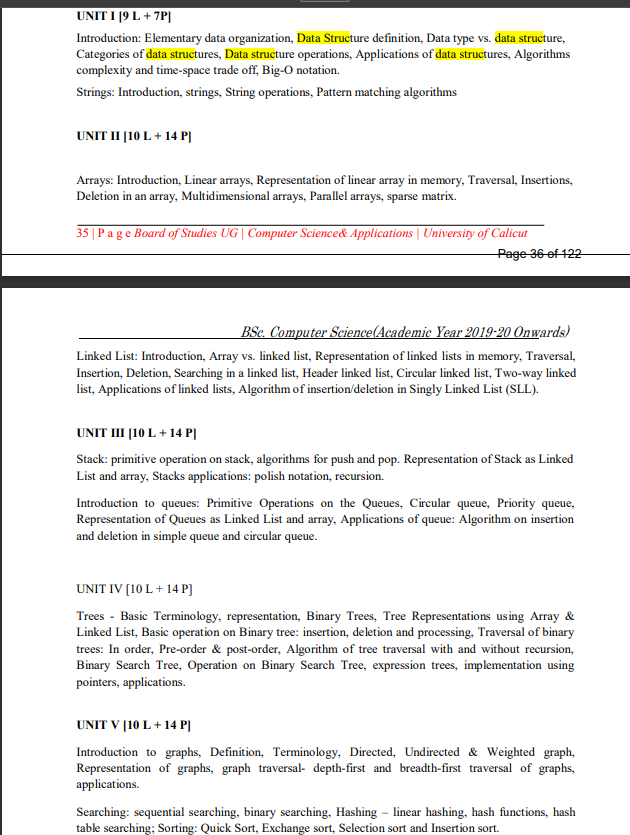 UNIT I [9 L + 7P]
Introduction: Elementary data organization, Data Structure definition, Data type vs. data structure,
Categories of data structures, Data structure operations, Applications of data structures, Algorithms
complexity and time-space trade off, Big-O notation.
Strings: Introduction, strings, String operations, Pattern matching algorithms
UNIT II [10 L + 14 P]
Arrays: Introduction, Linear arrays, Representation of linear array in memory, Traversal, Insertions,
Deletion in an array, Multidimensional arrays, Parallel arrays, sparse matrix.
35 | P a g e Board of Studies UG | Computer Science& Applications | University of Calicut
Page 36 of 122
BSc. Computer Science(Academic Year 2019-20 Onwards)
Linked List: Introduction, Array vs. linked list, Representation of linked lists in memory, Traversal,
Insertion, Deletion, Searching in a linked list, Header linked list, Circular linked list, Two-way linked
list, Applications of linked lists, Algorithm of insertion/deletion in Singly Linked List (SLL).
UNIT III [10 L + 14 P]
Stack: primitive operation on stack, algorithms for push and pop. Representation of Stack as Linked
List and array, Stacks applications: polish notation, recursion.
Introduction to queues: Primitive Operations on the Queues, Circular queue, Priority queue,
Representation of Queues as Linked List and array, Applications of queue: Algorithm on insertion
and deletion in simple queue and circular queue.
UNIT IV [10 L + 14 P]
Trees - Basic Terminology, representation, Binary Trees, Tree Representations using Array &
Linked List, Basic operation on Binary tree: insertion, deletion and processing, Traversal of binary
trees: In order, Pre-order & post-order, Algorithm of tree traversal with and without recursion,
Binary Search Tree, Operation on Binary Search Tree, expression trees, implementation using
pointers, applications.
UNIT V [10 L + 14 P]
Introduction to graphs, Definition, Terminology, Directed, Undirected & Weighted graph,
Representation of graphs, graph traversal- depth-first and breadth-first traversal of graphs,
applications.
Searching: sequential searching, binary searching, Hashing – linear hashing, hash functions, hash
table searching; Sorting: Quick Sort, Exchange sort, Selection sort and Insertion sort.